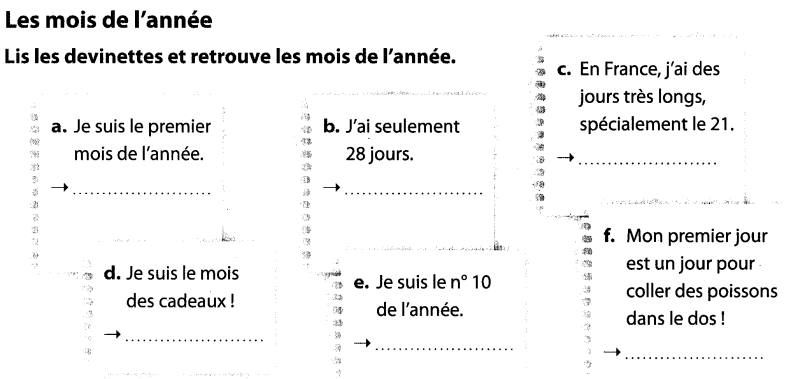 Les mois de l'année
Lis les devinettes et retrouve les mois de l'année.
a. Je suis le premier
mois de l'année.
→ ........................
b. J'ai seulement
28 jours.
→ ........................
c. En France, j'ai des
jours très longs,
spécialement le 21.
→ ........................
d. Je suis le mois
des cadeaux !
→ ........................
e. Je suis le n° 10
de l'année.
→ ........................
f. Mon premier jour
est un jour pour
coller des poissons
dans le dos !
→ ........................